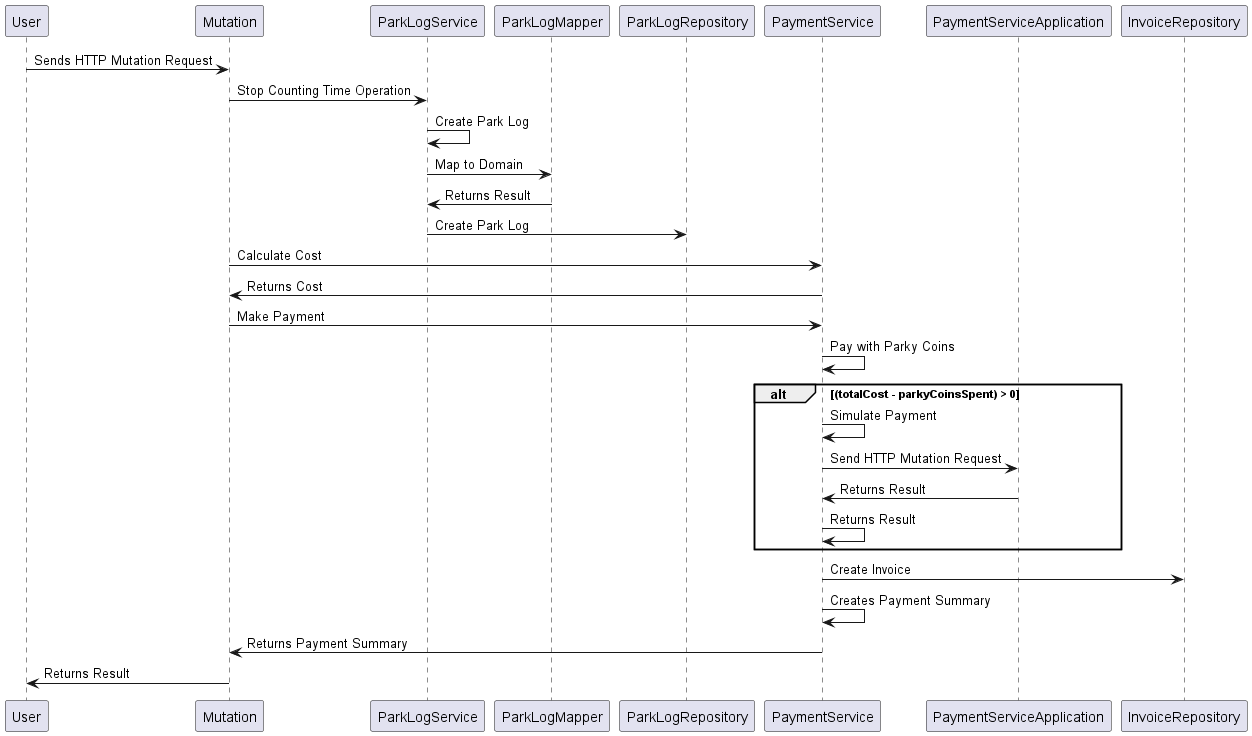 User Mutation ParkLogService ParkLogMapper ParkLogRepository PaymentService PaymentServiceApplication InvoiceRepository
Sends HTTP Mutation Request
Stop Counting Time Operation
Create Park Log
Map to Domain
Returns Result
Create Park Log
Calculate Cost
Returns Cost
Make Payment
Pay with Parky Coins
alt [(totalCost - parkyCoinsSpent) > 0]
Simulate Payment
Send HTTP Mutation Request
Returns Result
Returns Result
Create Invoice
Creates Payment Summary
Returns Payment Summary
Returns Result
User Mutation ParkLogService ParkLogMapper ParkLogRepository PaymentService PaymentServiceApplication InvoiceRepository